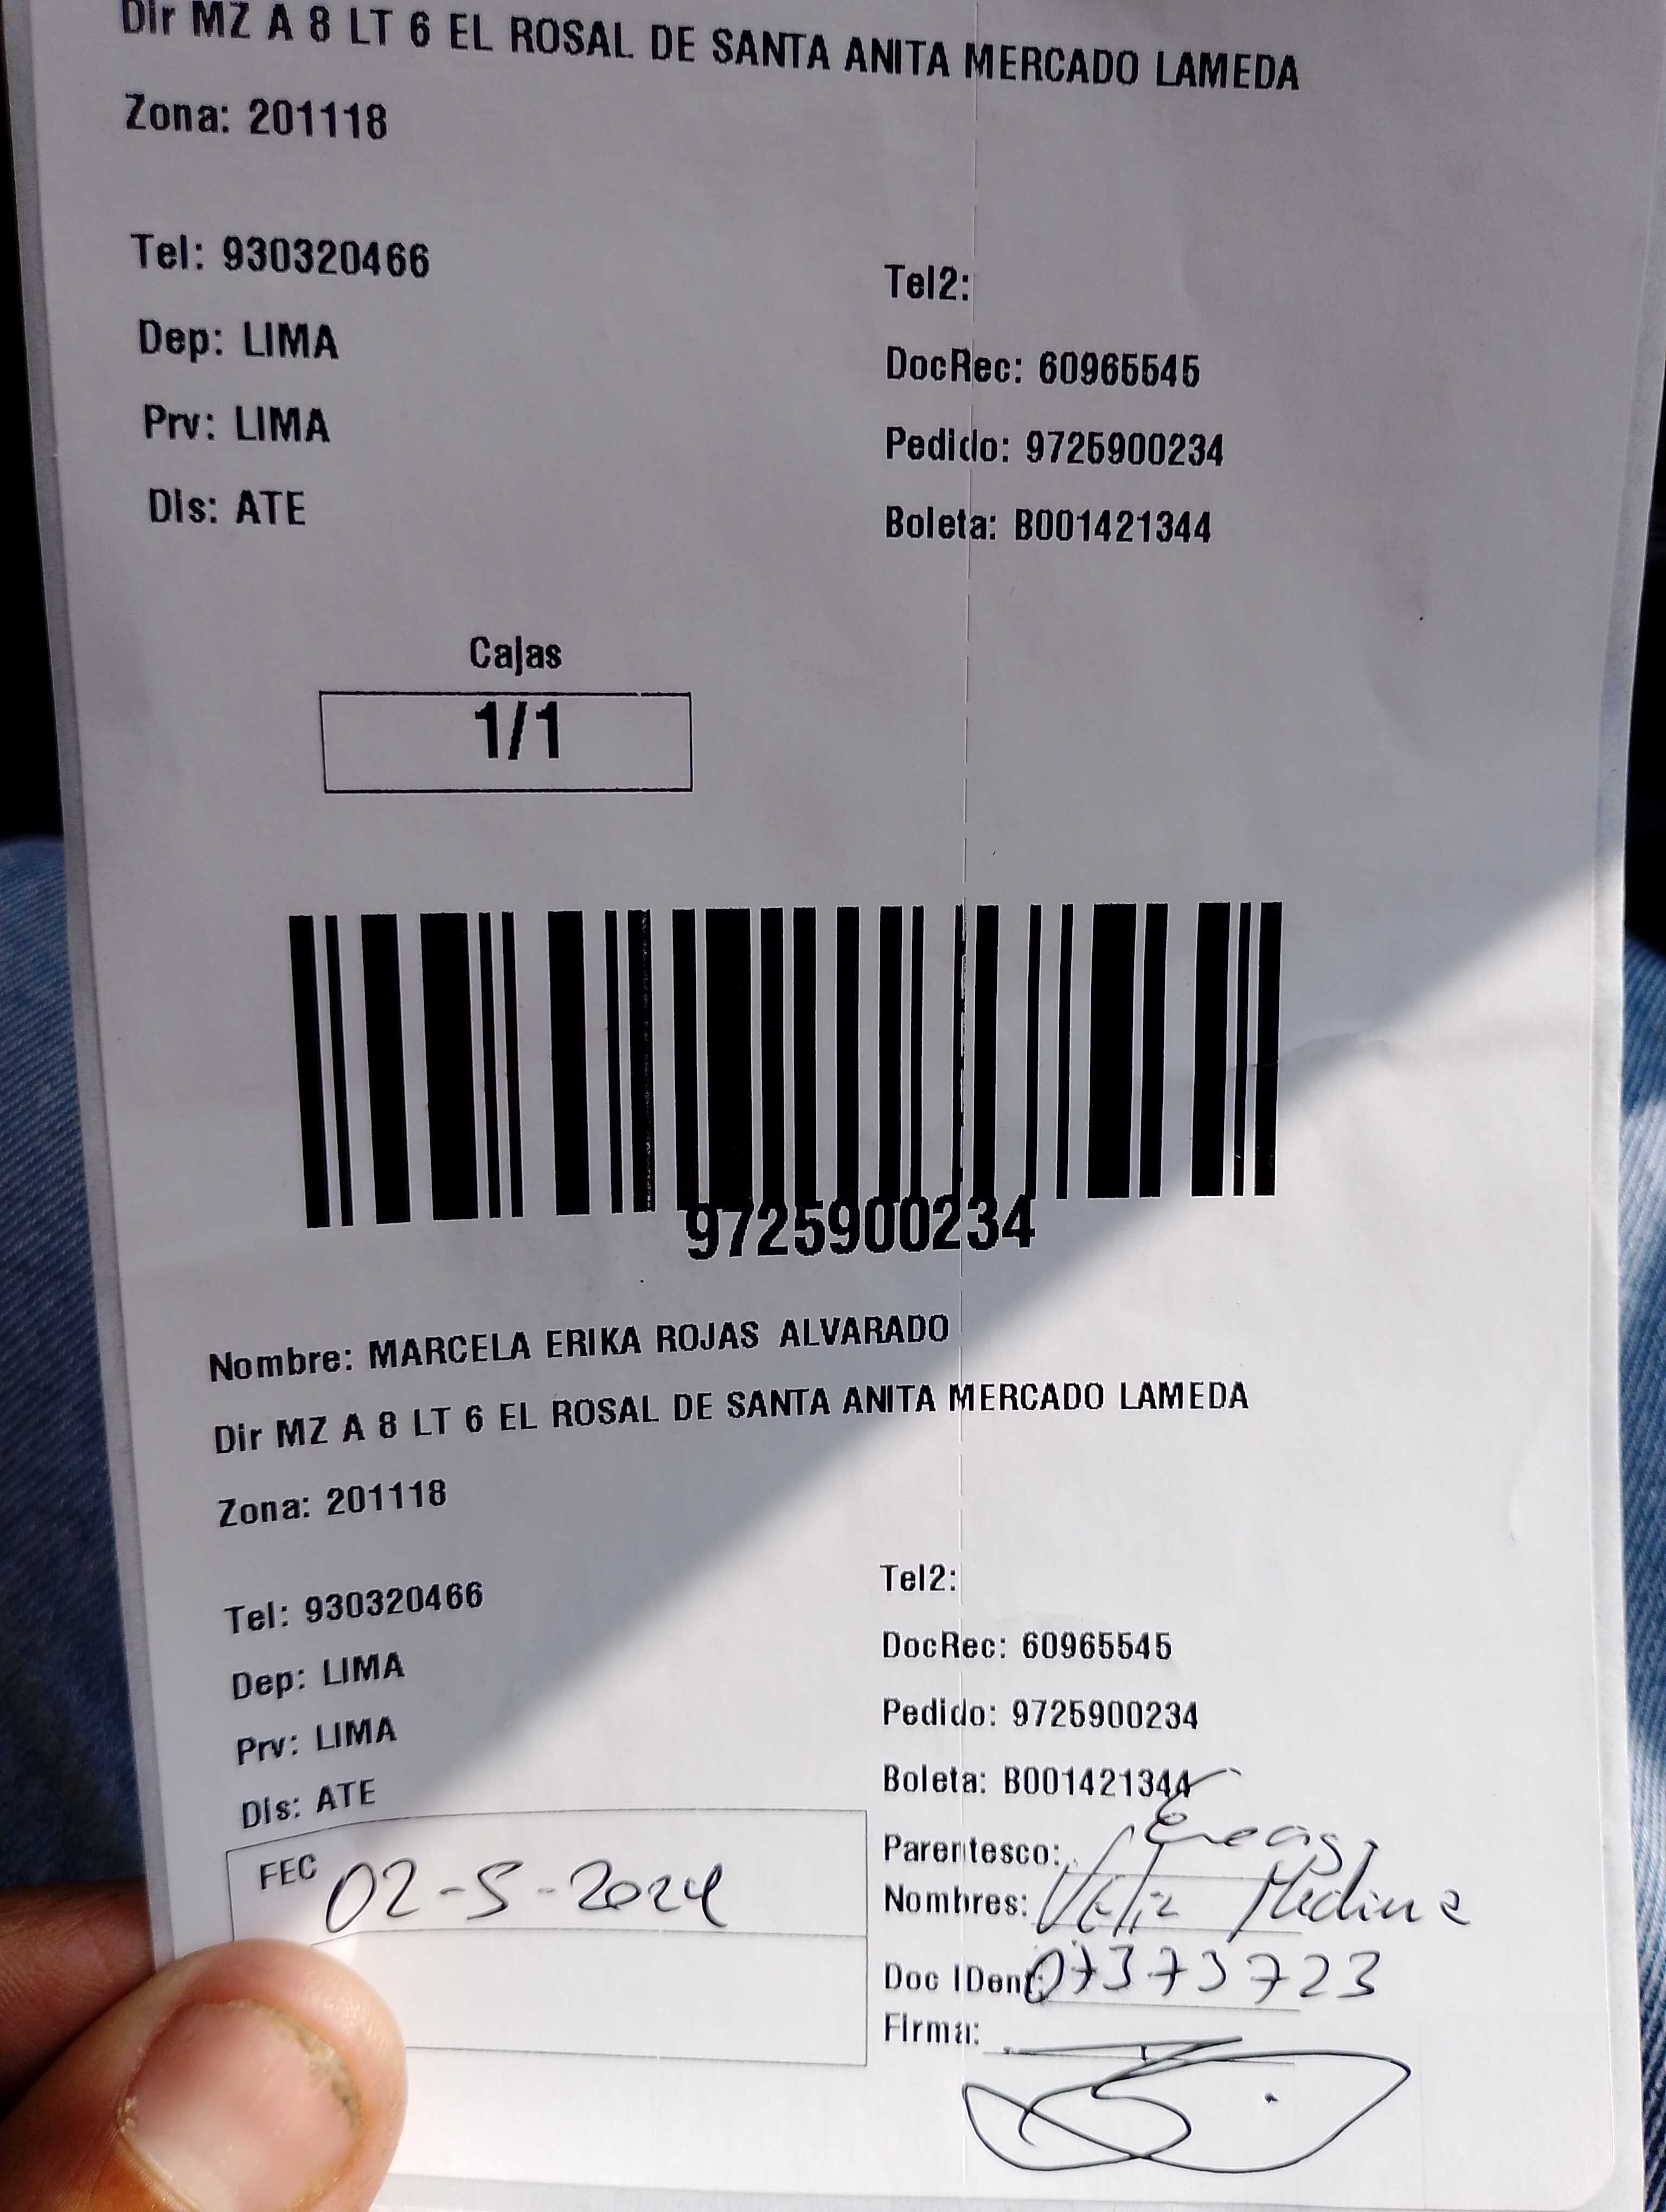 Dir MZ A 8 LT 6 EL ROSAL DE SANTA ANITA MERCADO LAMEDA
Zona: 201118
Tel: 930320466
Tel2:
Dep: LIMA
DocRec: 60965545
Prv: LIMA
Pedido: 9725900234
Dis: ATE
Boleta: B001421344
Cajas
1/1
9725900234
Nombre: MARCELA ERIKA ROJAS ALVARADO
Dir MZ A 8 LT 6 EL ROSAL DE SANTA ANITA MERCADO LAMEDA
Zona: 201118
Tel2:
Tel: 930320466
DocRec: 60965545
Dep: LIMA
Pedido: 9725900234
Prv: LIMA
Boleta: B001421344
Dis: ATE
Parentesco:
FEC 02-5-2024
Nombres: Veliz Medina
Doc IDent: 07373723
Firma: